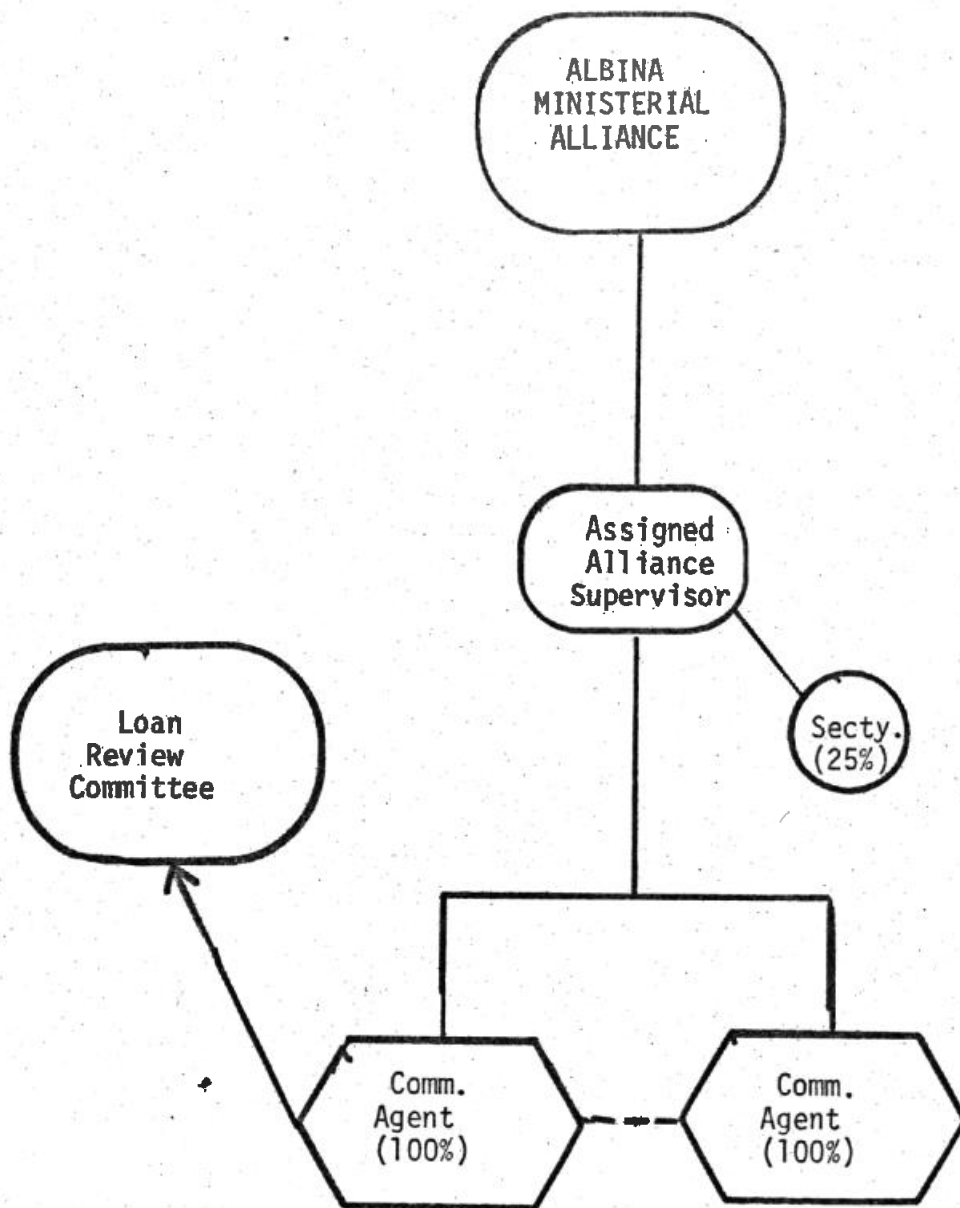 ALBINA
MINISTERIAL
ALLIANCE
Assigned
Alliance
Supervisor
Secty.
(25%)
Loan
Review
Committee
Comm.
Agent
(100%)
Comm.
Agent
(100%)